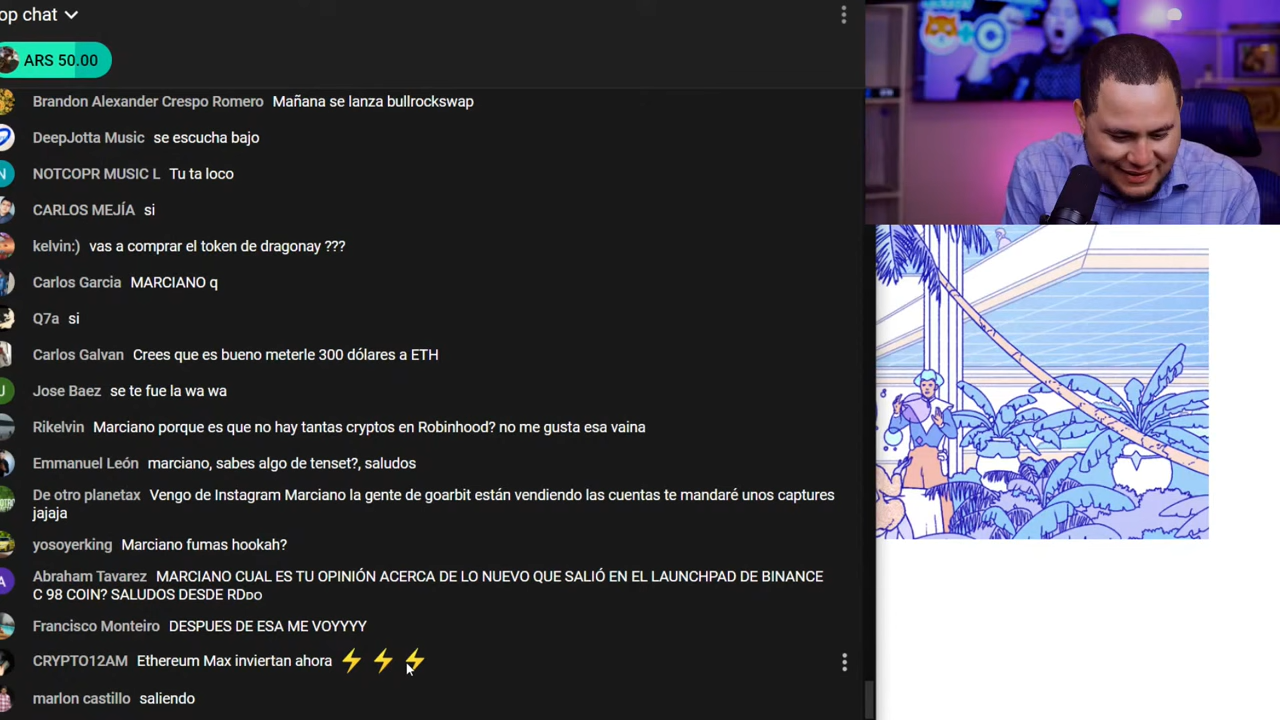 op chat
ARS 50.00
Brandon Alexander Crespo Romero Mañana se lanza bullrockswap
DeepJotta Music se escucha bajo
N NOTCOPR MUSIC L Tu ta loco
CARLOS MEJÍA si
kelvin:) vas a comprar el token de dragonay ???
Carlos Garcia MARCIANO q
Q7a si
Carlos Galvan Crees que es bueno meterle 300 dólares a ETH
J Jose Baez se te fue la wa wa
Rikelvin Marciano porque es que no hay tantas cryptos en Robinhood? no me gusta esa vaina
Emmanuel León marciano, sabes algo de tenset?, saludos
De otro planetax Vengo de Instagram Marciano la gente de goarbit están vendiendo las cuentas te mandaré unos captures
jajaja
yosoyerking Marciano fumas hookah?
A Abraham Tavarez MARCIANO CUAL ES TU OPINIÓN ACERCA DE LO NUEVO QUE SALIÓ EN EL LAUNCHPAD DE BINANCE
C 98 COIN? SALUDOS DESDE RDDO
Francisco Monteiro DESPUES DE ESA ME VOYYYY
CRYPTO12AM Ethereum Max inviertan ahora ⚡ ⚡ ⚡
marlon castillo saliendo